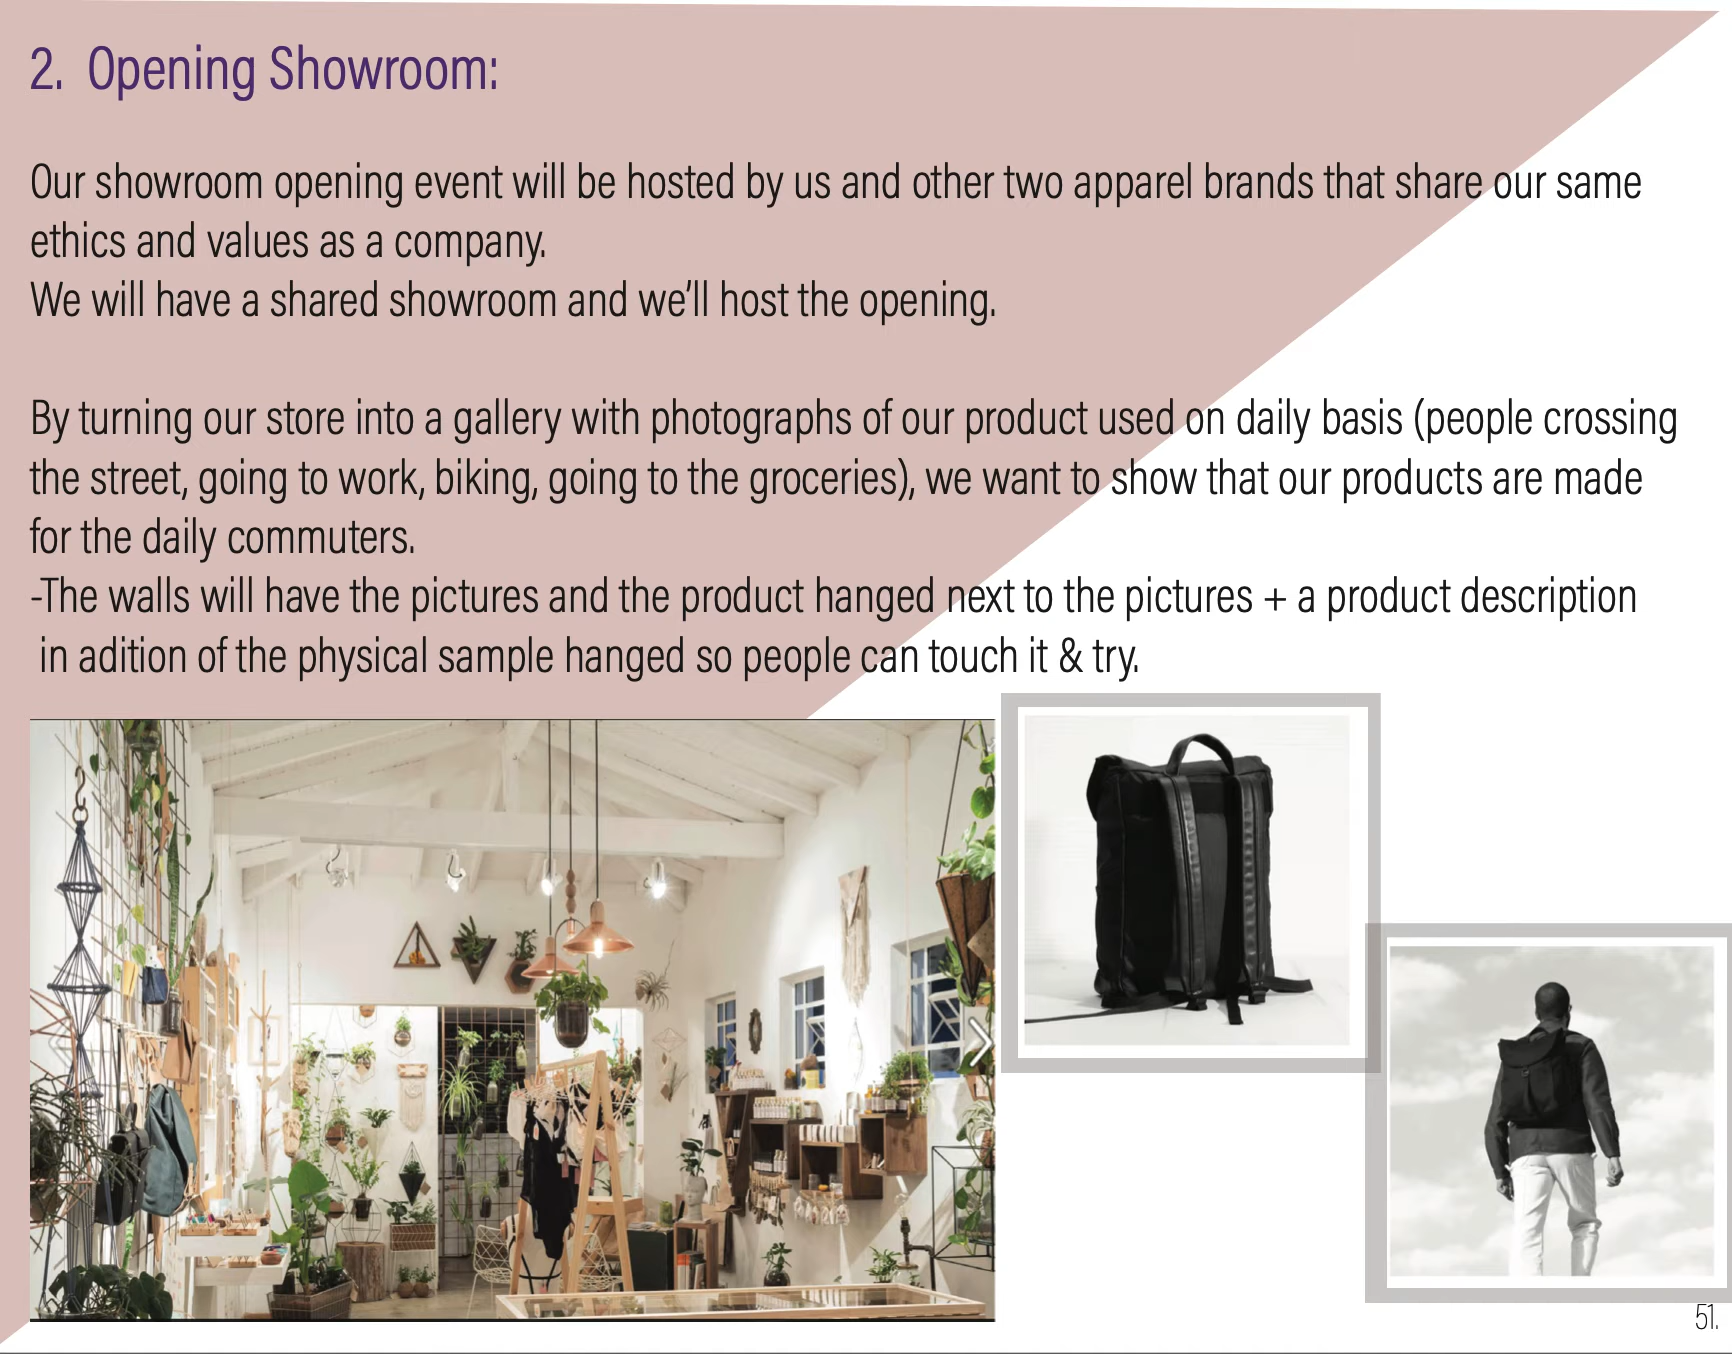 2. Opening Showroom:
Our showroom opening event will be hosted by us and other two apparel brands that share our same
ethics and values as a company.
We will have a shared showroom and we'll host the opening.
By turning our store into a gallery with photographs of our product used on daily basis (people crossing
the street, going to work, biking, going to the groceries), we want to show that our products are made
for the daily commuters.
-The walls will have the pictures and the product hanged next to the pictures + a product description
in adition of the physical sample hanged so people can touch it & try.
51.